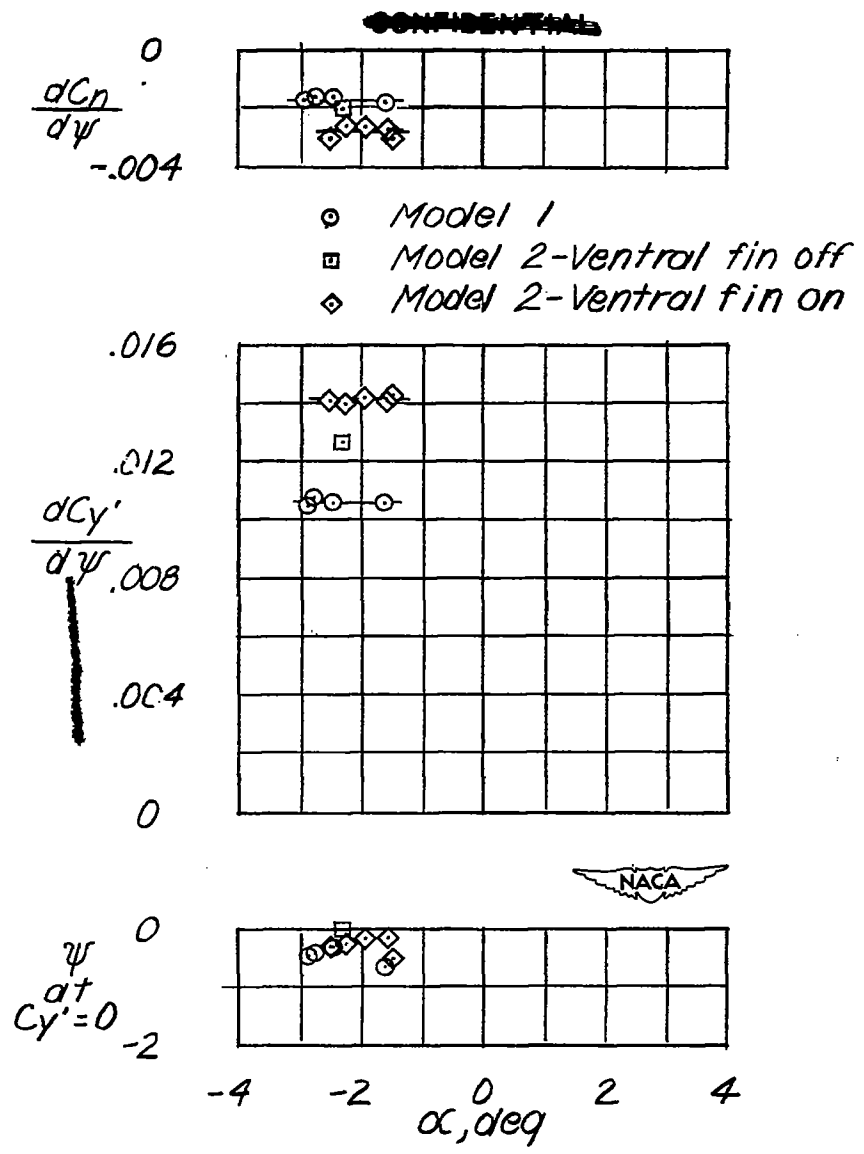 CONFIDENTIAL
0
dCn
dψ
-.004
Model 1
Model 2-Ventral fin off
Model 2-Ventral fin on
.016
.012
dCy'
dψ
.008
.004
0
NACA
0
ψ
at
Cy'=0
-2
-4 -2 0 2 4
α, deg